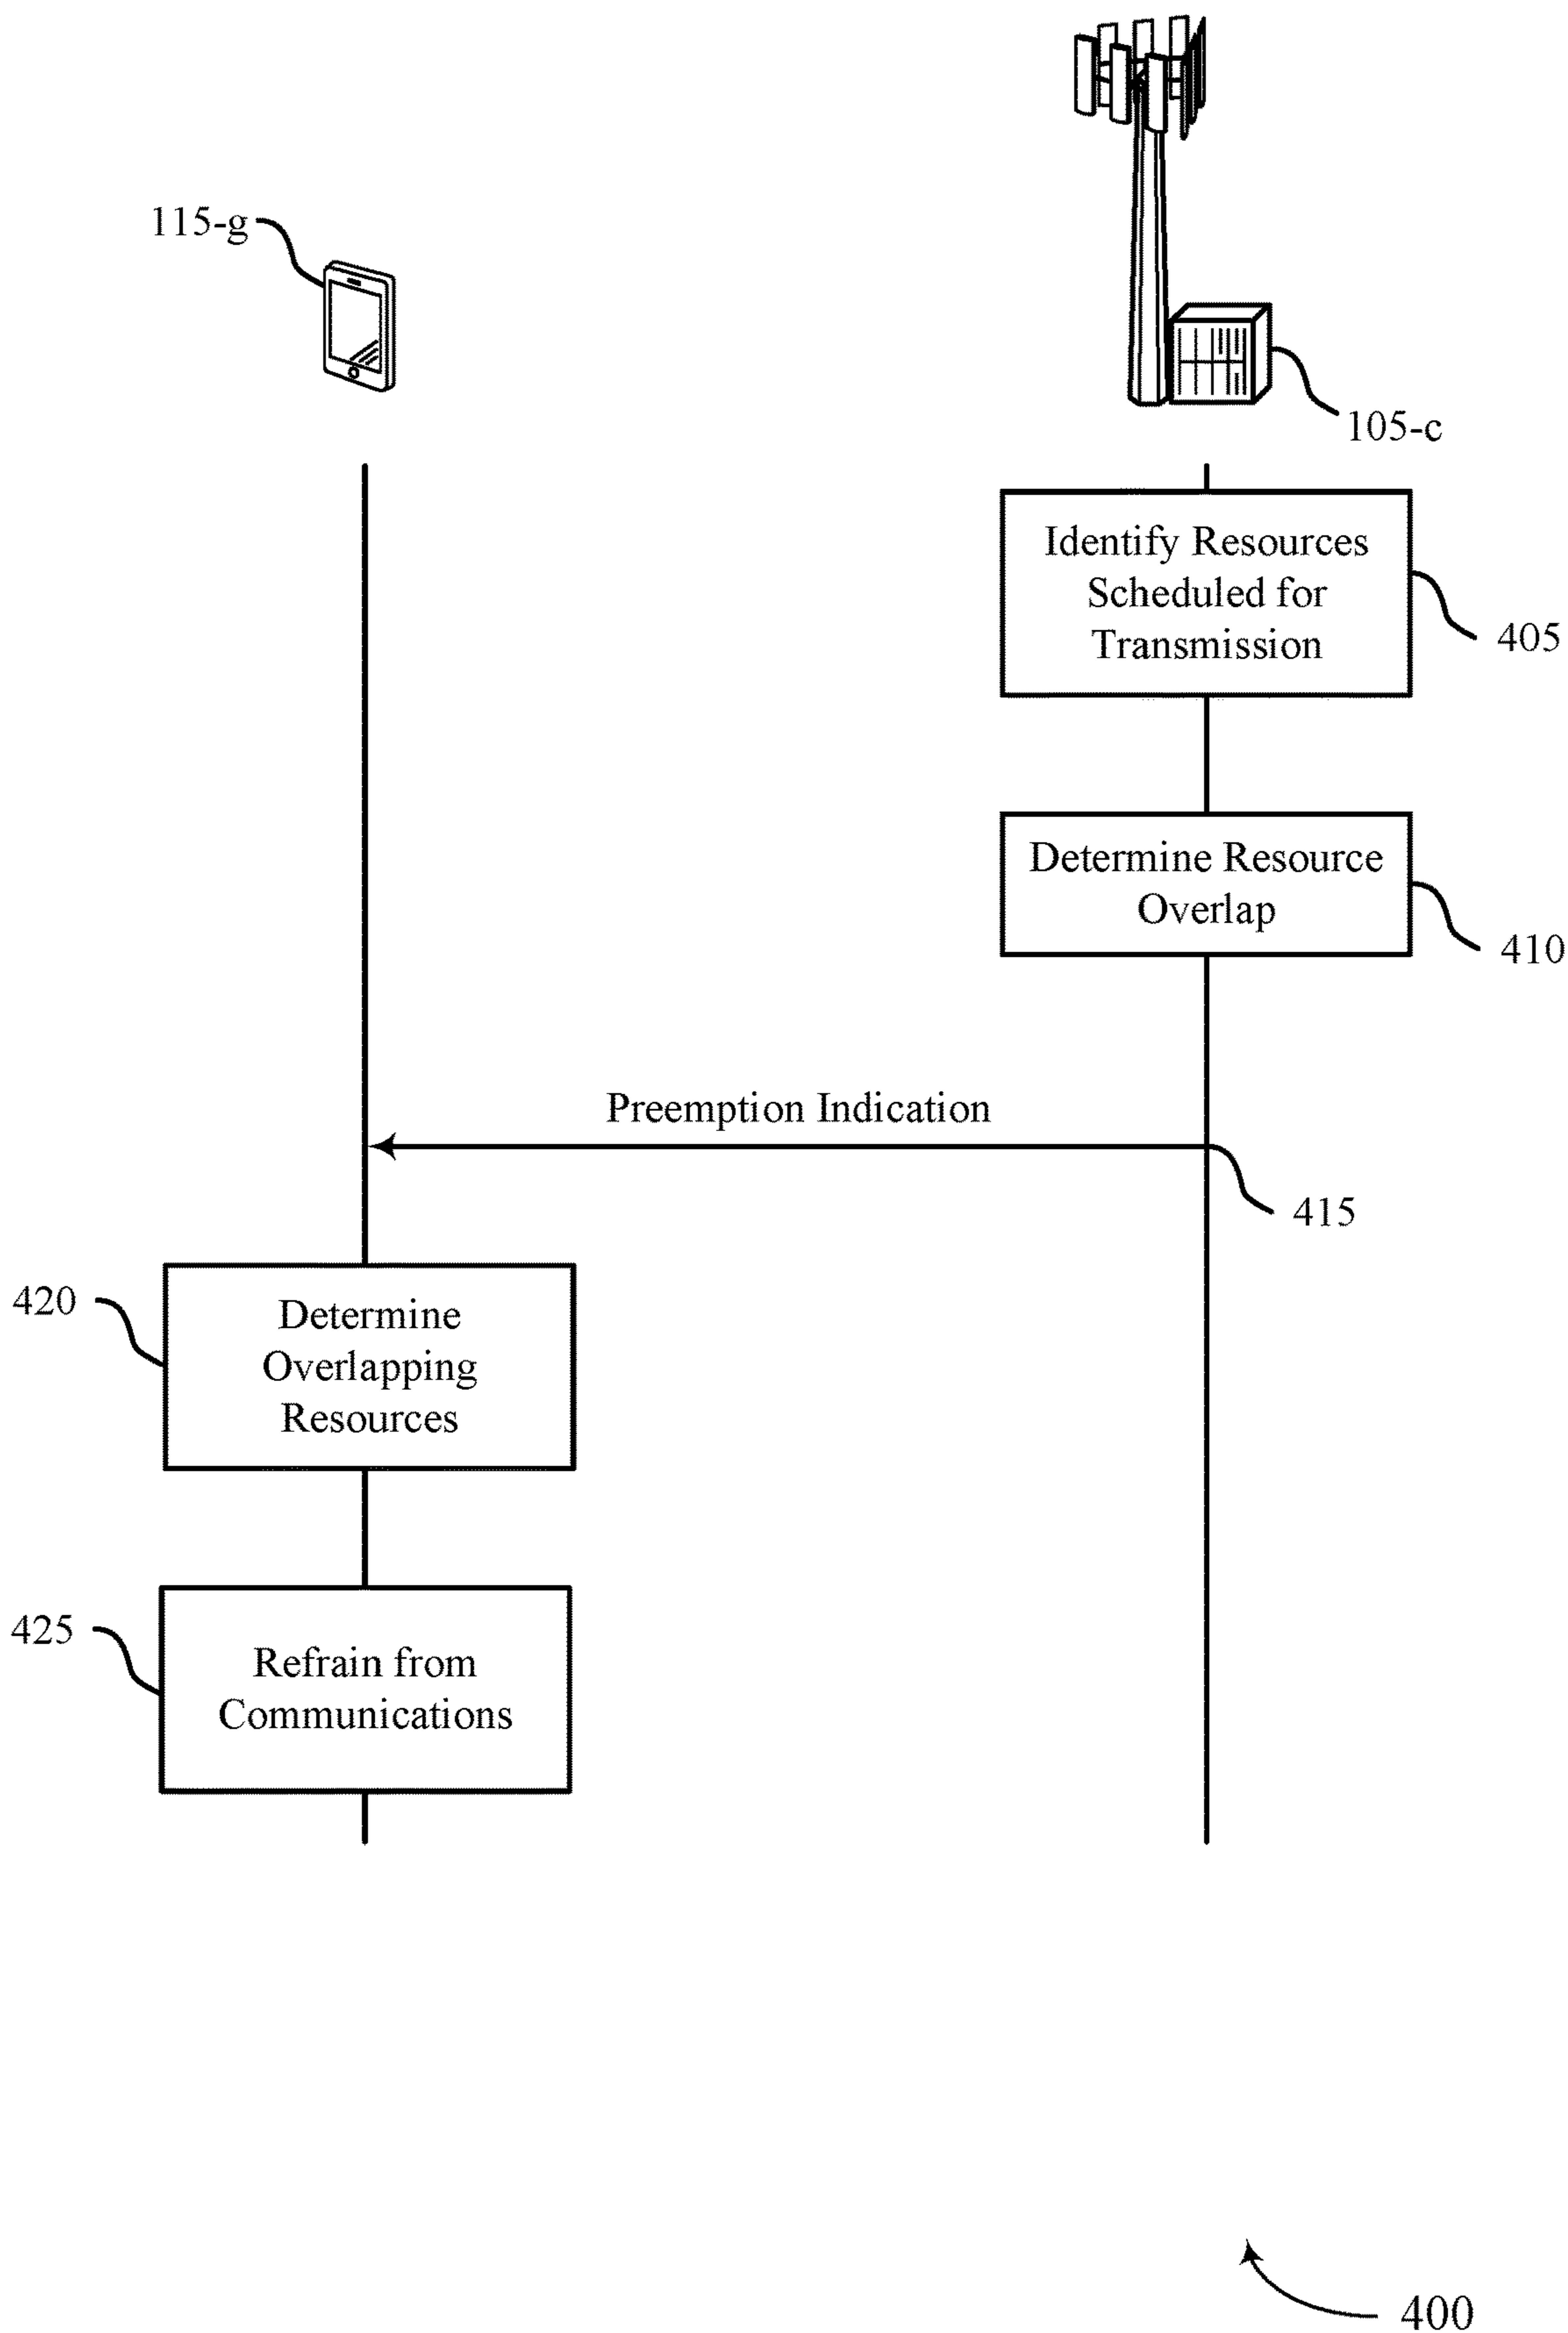 115-g
105-c
Identify Resources
Scheduled for
Transmission
405
Determine Resource
Overlap
410
Preemption Indication
415
420
Determine
Overlapping
Resources
425
Refrain from
Communications
400